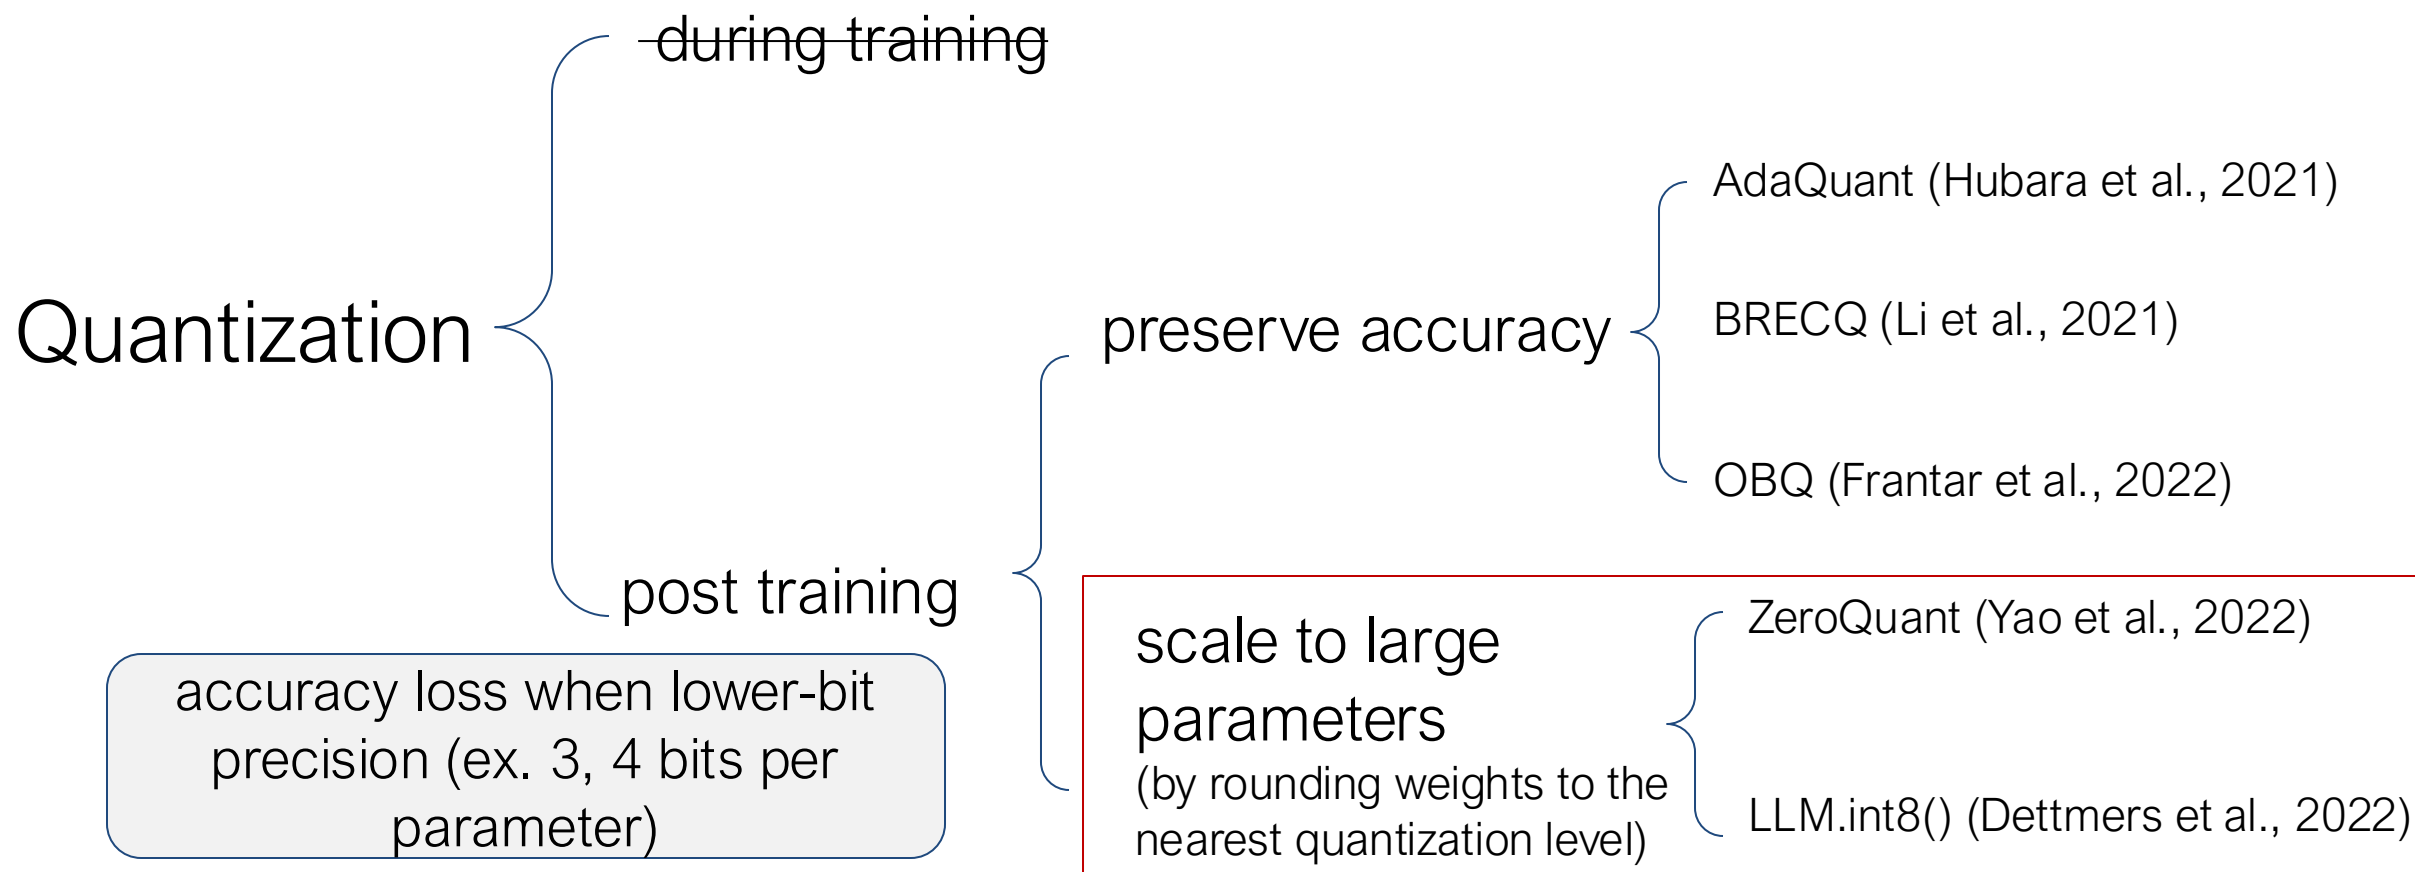 during training
Quantization
post training
accuracy loss when lower-bit
precision (ex. 3, 4 bits per
parameter)
preserve accuracy
AdaQuant (Hubara et al., 2021)
BRECQ (Li et al., 2021)
OBQ (Frantar et al., 2022)
scale to large
parameters
(by rounding weights to the
nearest quantization level)
ZeroQuant (Yao et al., 2022)
LLM.int8() (Dettmers et al., 2022)